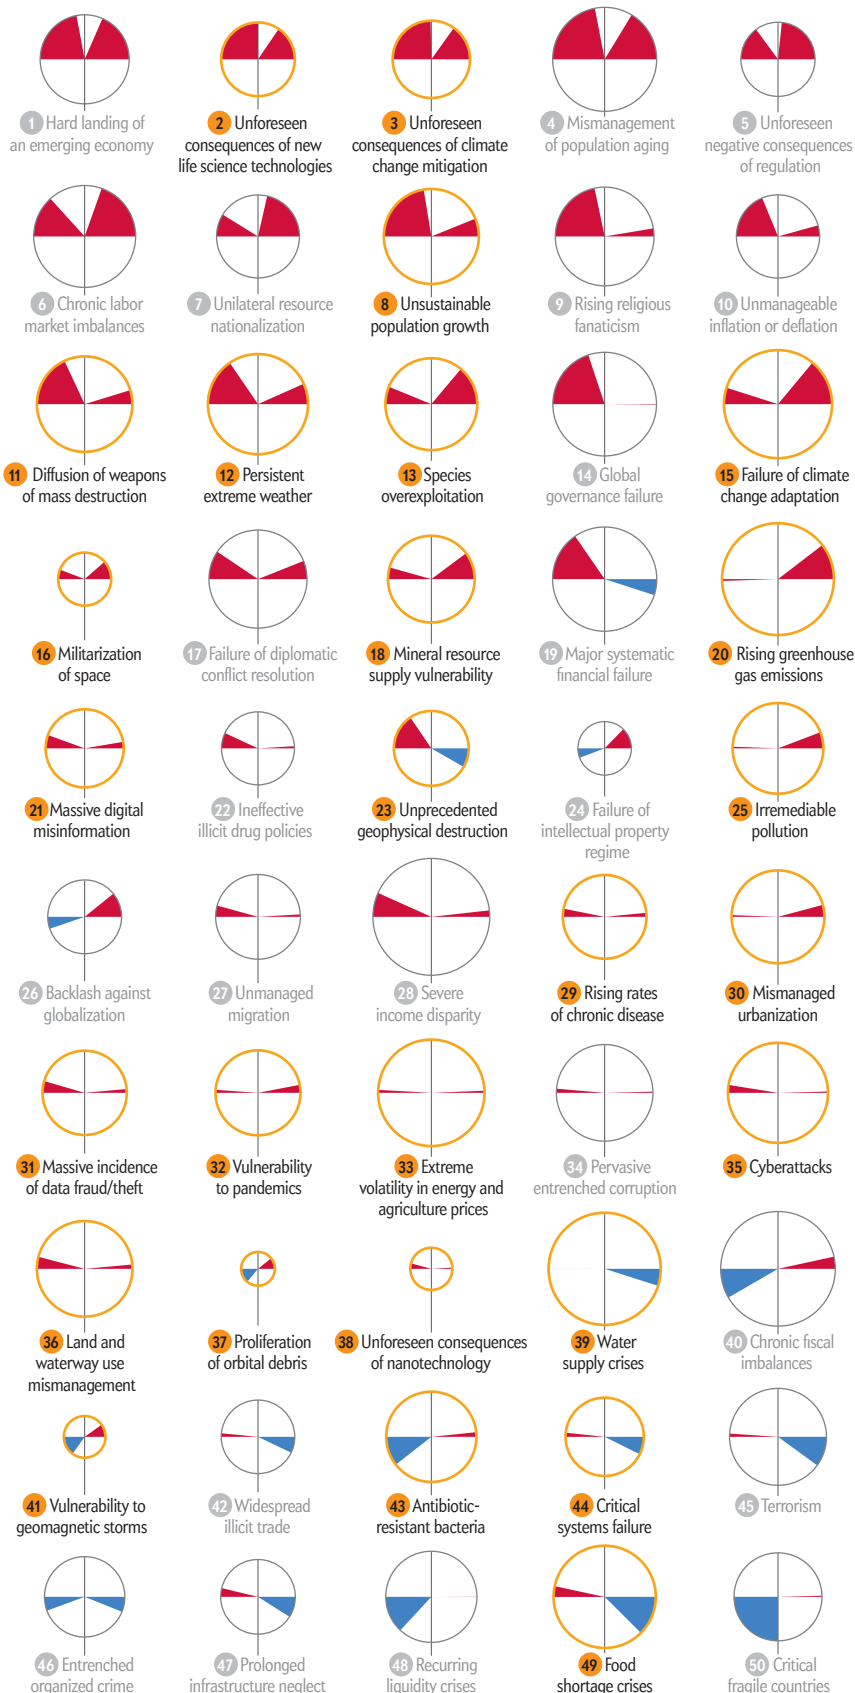 1 Hard landing of
an emerging economy
2 Unforeseen
consequences of new
life science technologies
3 Unforeseen
consequences of climate
change mitigation
4 Mismanagement
of population aging
5 Unforeseen
negative consequences
of regulation
6 Chronic labor
market imbalances
7 Unilateral resource
nationalization
8 Unsustainable
population growth
9 Rising religious
fanaticism
10 Unmanageable
inflation or deflation
11 Diffusion of weapons
of mass destruction
12 Persistent
extreme weather
13 Species
overexploitation
14 Global
governance failure
15 Failure of climate
change adaptation
16 Militarization
of space
17 Failure of diplomatic
conflict resolution
18 Mineral resource
supply vulnerability
19 Major systematic
financial failure
20 Rising greenhouse
gas emissions
21 Massive digital
misinformation
22 Ineffective
illicit drug policies
23 Unprecedented
geophysical destruction
24 Failure of
intellectual property
regime
25 Irremediable
pollution
26 Backlash against
globalization
27 Unmanaged
migration
28 Severe
income disparity
29 Rising rates
of chronic disease
30 Mismanaged
urbanization
31 Massive incidence
of data fraud/theft
32 Vulnerability
to pandemics
33 Extreme
volatility in energy and
agriculture prices
34 Pervasive
entrenched corruption
35 Cyberattacks
36 Land and
waterway use
mismanagement
37 Proliferation
of orbital debris
38 Unforeseen consequences
of nanotechnology
39 Water
supply crises
40 Chronic fiscal
imbalances
41 Vulnerability to
geomagnetic storms
42 Widespread
illicit trade
43 Antibiotic-
resistant bacteria
44 Critical
systems failure
45 Terrorism
46 Entrenched
organized crime
47 Prolonged
infrastructure neglect
48 Recurring
liquidity crises
49 Food
shortage crises
50 Critical
fragile countries